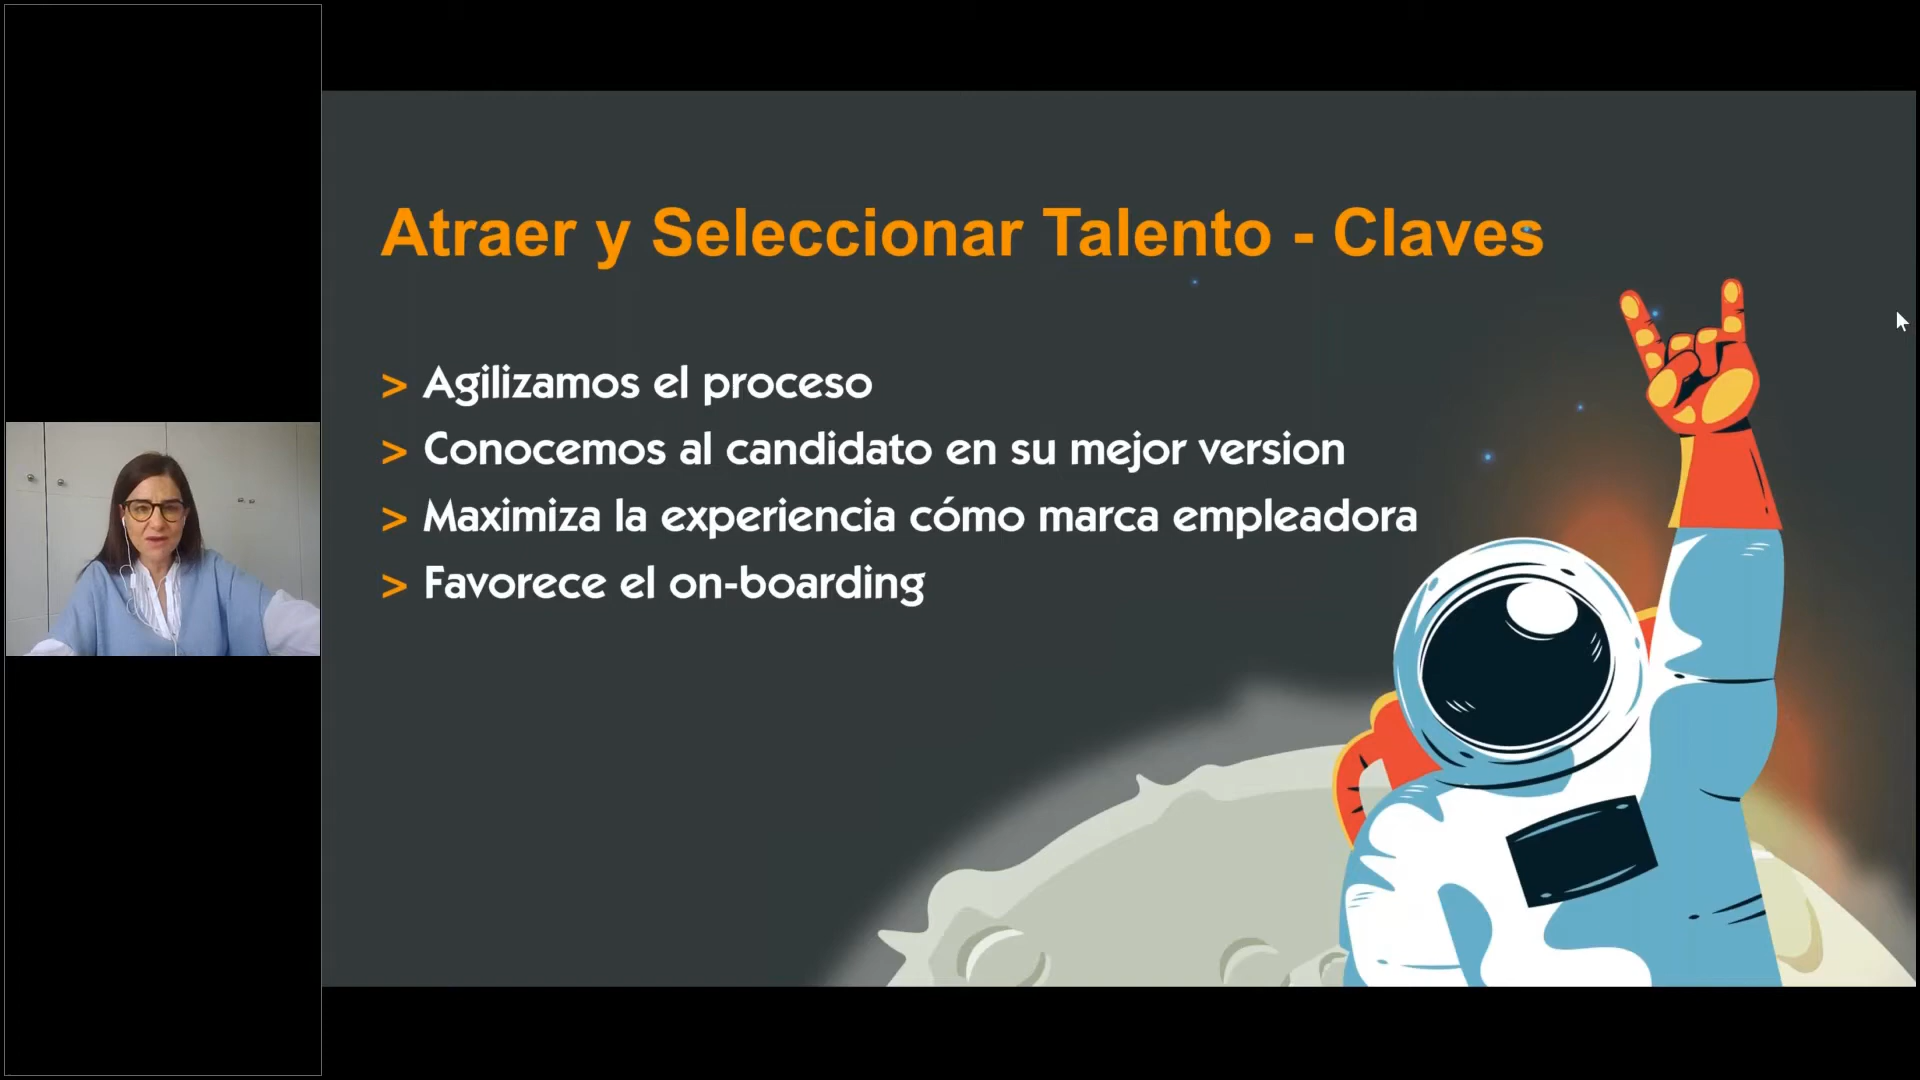 Atraer y Seleccionar Talento - Claves
> Agilizamos el proceso
> Conocemos al candidato en su mejor version
> Maximiza la experiencia cómo marca empleadora
> Favorece el on-boarding